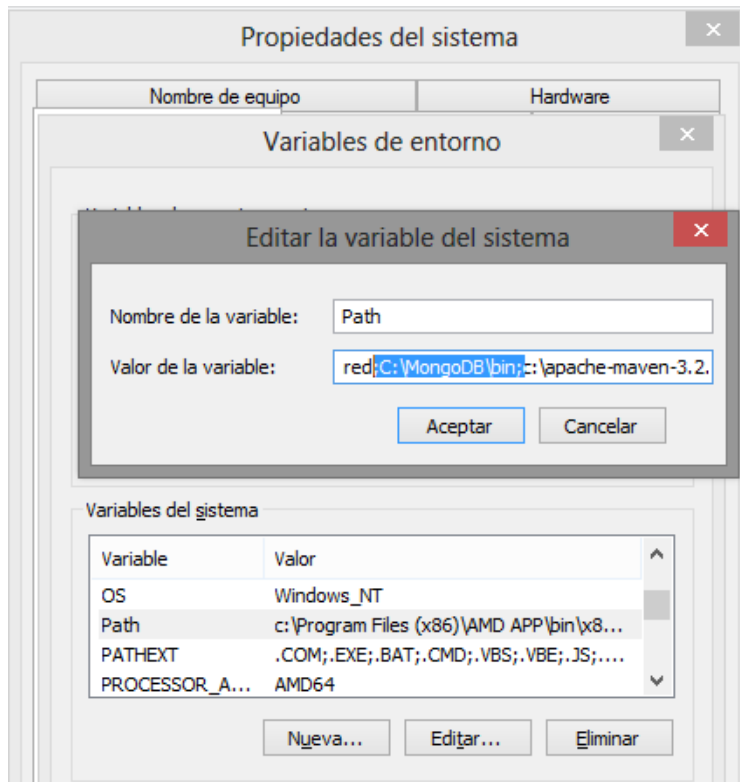 Propiedades del sistema
Nombre de equipo Hardware
Variables de entorno
Editar la variable del sistema
Nombre de la variable: Path
Valor de la variable: red;C:\MongoDB\bin;c:\apache-maven-3.2.
Aceptar Cancelar
Variables del sistema
Variable Valor
OS Windows_NT
Path c:\Program Files (x86)\AMD APP\bin\x8...
PATHEXT .COM;.EXE;.BAT;.CMD;.VBS;.VBE;.JS;....
PROCESSOR_A... AMD64
Nueva... Editar... Eliminar